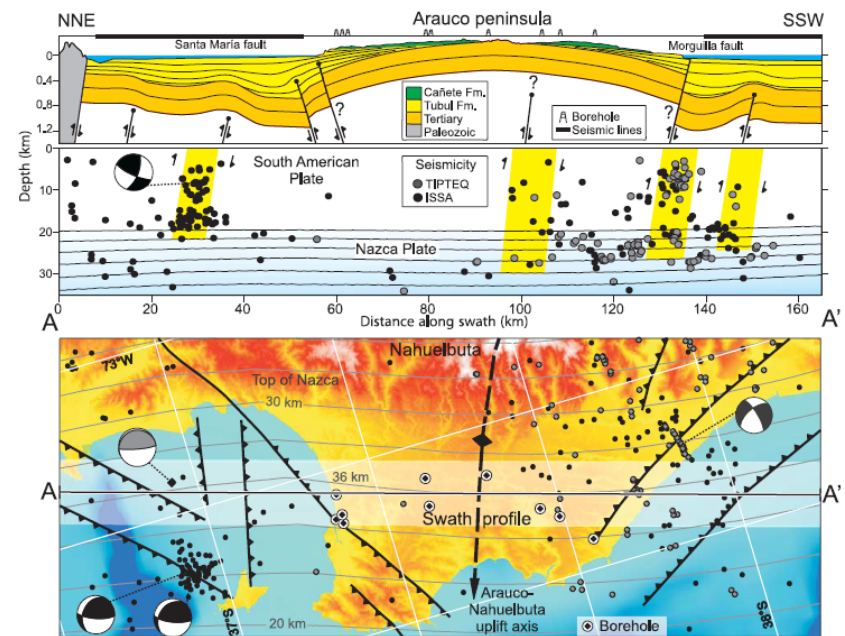 NNE
Arauco peninsula
SSW
Santa María fault
Morguilla fault
0
0.4
0.8
1.2
?
?
?
Cañete Fm.
Tubul Fm.
Tertiary
Paleozoic
Borehole
Seismic lines
Depth (km)
0
10
20
30
South American
Plate
Seismicity
TIPTEQ
ISSA
Nazca Plate
0
20
40
60
80
100
120
140
160
A
Distance along swath (km)
A'
73°W
Nahuelbuta
Top of Nazca
30 km
36 km
A
A'
Swath profile
Arauco-
Nahuelbuta
uplift axis
37°S
20 km
38°S
Borehole